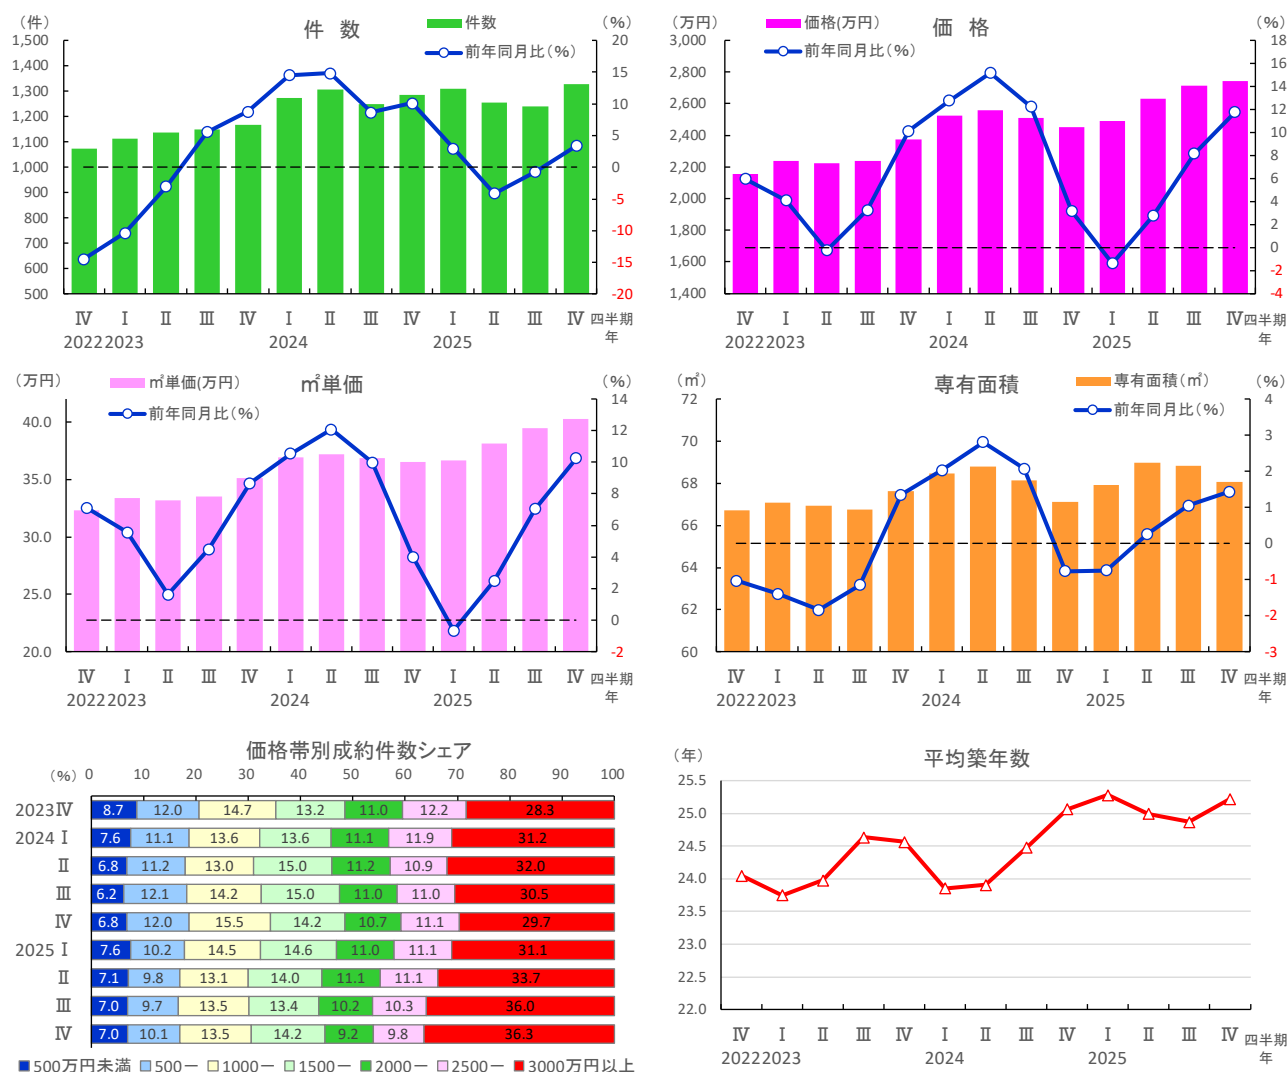 件 数
(件)
(%)
件数
前年同月比(%)
1,500
1,400
1,300
1,200
1,100
1,000
900
800
700
600
500
20
15
10
5
0
-5
-10
-15
-20
Ⅳ Ⅰ Ⅱ Ⅲ Ⅳ Ⅰ Ⅱ Ⅲ Ⅳ Ⅰ Ⅱ Ⅲ Ⅳ 四半期
2022 2023 2024 2025 年
価 格
(万円)
(%)
価格(万円)
前年同月比(%)
3,000
2,800
2,600
2,400
2,200
2,000
1,800
1,600
1,400
18
16
14
12
10
8
6
4
2
0
-2
-4
Ⅳ Ⅰ Ⅱ Ⅲ Ⅳ Ⅰ Ⅱ Ⅲ Ⅳ Ⅰ Ⅱ Ⅲ Ⅳ 四半期
2022 2023 2024 2025 年
㎡単価
(万円)
(%)
㎡単価(万円)
前年同月比(%)
40.0
35.0
30.0
25.0
20.0
14
12
10
8
6
4
2
0
-2
Ⅳ Ⅰ Ⅱ Ⅲ Ⅳ Ⅰ Ⅱ Ⅲ Ⅳ Ⅰ Ⅱ Ⅲ Ⅳ 四半期
2022 2023 2024 2025 年
専有面積
(㎡)
(%)
専有面積(㎡)
前年同月比(%)
72
70
68
66
64
62
60
4
3
2
1
0
-1
-2
-3
Ⅳ Ⅰ Ⅱ Ⅲ Ⅳ Ⅰ Ⅱ Ⅲ Ⅳ Ⅰ Ⅱ Ⅲ Ⅳ 四半期
2022 2023 2024 2025 年
価格帯別成約件数シェア
(%) 0 10 20 30 40 50 60 70 80 90 100
2023Ⅳ 8.7 12.0 14.7 13.2 11.0 12.2 28.3
2024 Ⅰ 7.6 11.1 13.6 13.6 11.1 11.9 31.2
Ⅱ 6.8 11.2 13.0 15.0 11.2 10.9 32.0
Ⅲ 6.2 12.1 14.2 15.0 11.0 11.0 30.5
Ⅳ 6.8 12.0 15.5 14.2 10.7 11.1 29.7
2025 Ⅰ 7.6 10.2 14.5 14.6 11.0 11.1 31.1
Ⅱ 7.1 9.8 13.1 14.0 11.1 11.1 33.7
Ⅲ 7.0 9.7 13.5 13.4 10.2 10.3 36.0
Ⅳ 7.0 10.1 13.5 14.2 9.2 9.8 36.3
500万円未満 500- 1000- 1500- 2000- 2500- 3000万円以上
平均築年数
(年)
25.5
25.0
24.5
24.0
23.5
23.0
22.5
22.0
Ⅳ Ⅰ Ⅱ Ⅲ Ⅳ Ⅰ Ⅱ Ⅲ Ⅳ Ⅰ Ⅱ Ⅲ Ⅳ 四半期
2022 2023 2024 2025 年